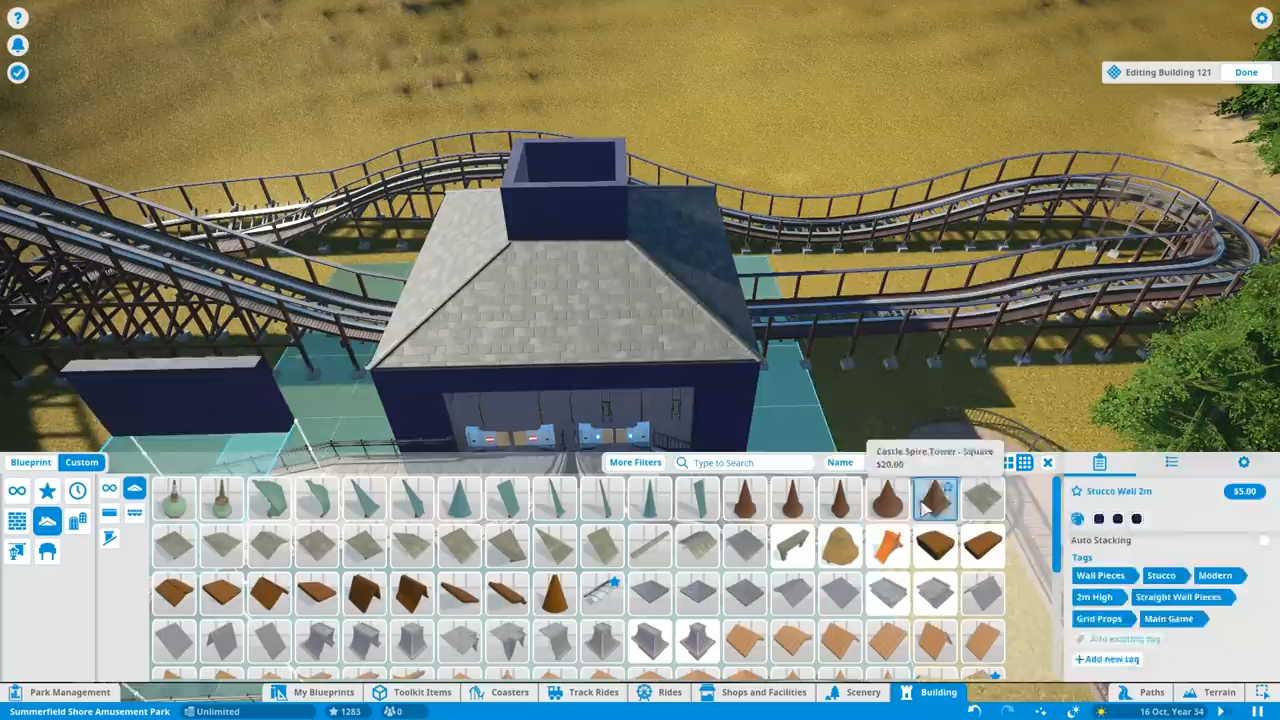 ?
Editing Building 121
Done
Blueprint
Custom
More Filters
Type to Search
Name
Castle Spire Tower - Square
$20.00
Stucco Wall 2m
$5.00
Auto Stacking
Tags
Wall Pieces
Stucco
Modern
2m High
Straight Wall Pieces
Grid Props
Main Game
Add existing tag
+Add new tag
Park Management
My Blueprints
Toolkit Items
Coasters
Track Rides
Rides
Shops and Facilities
Scenery
Building
Paths
Terrain
Summerfield Shore Amusement Park
Unlimited
1283
0
16 Oct, Year 34